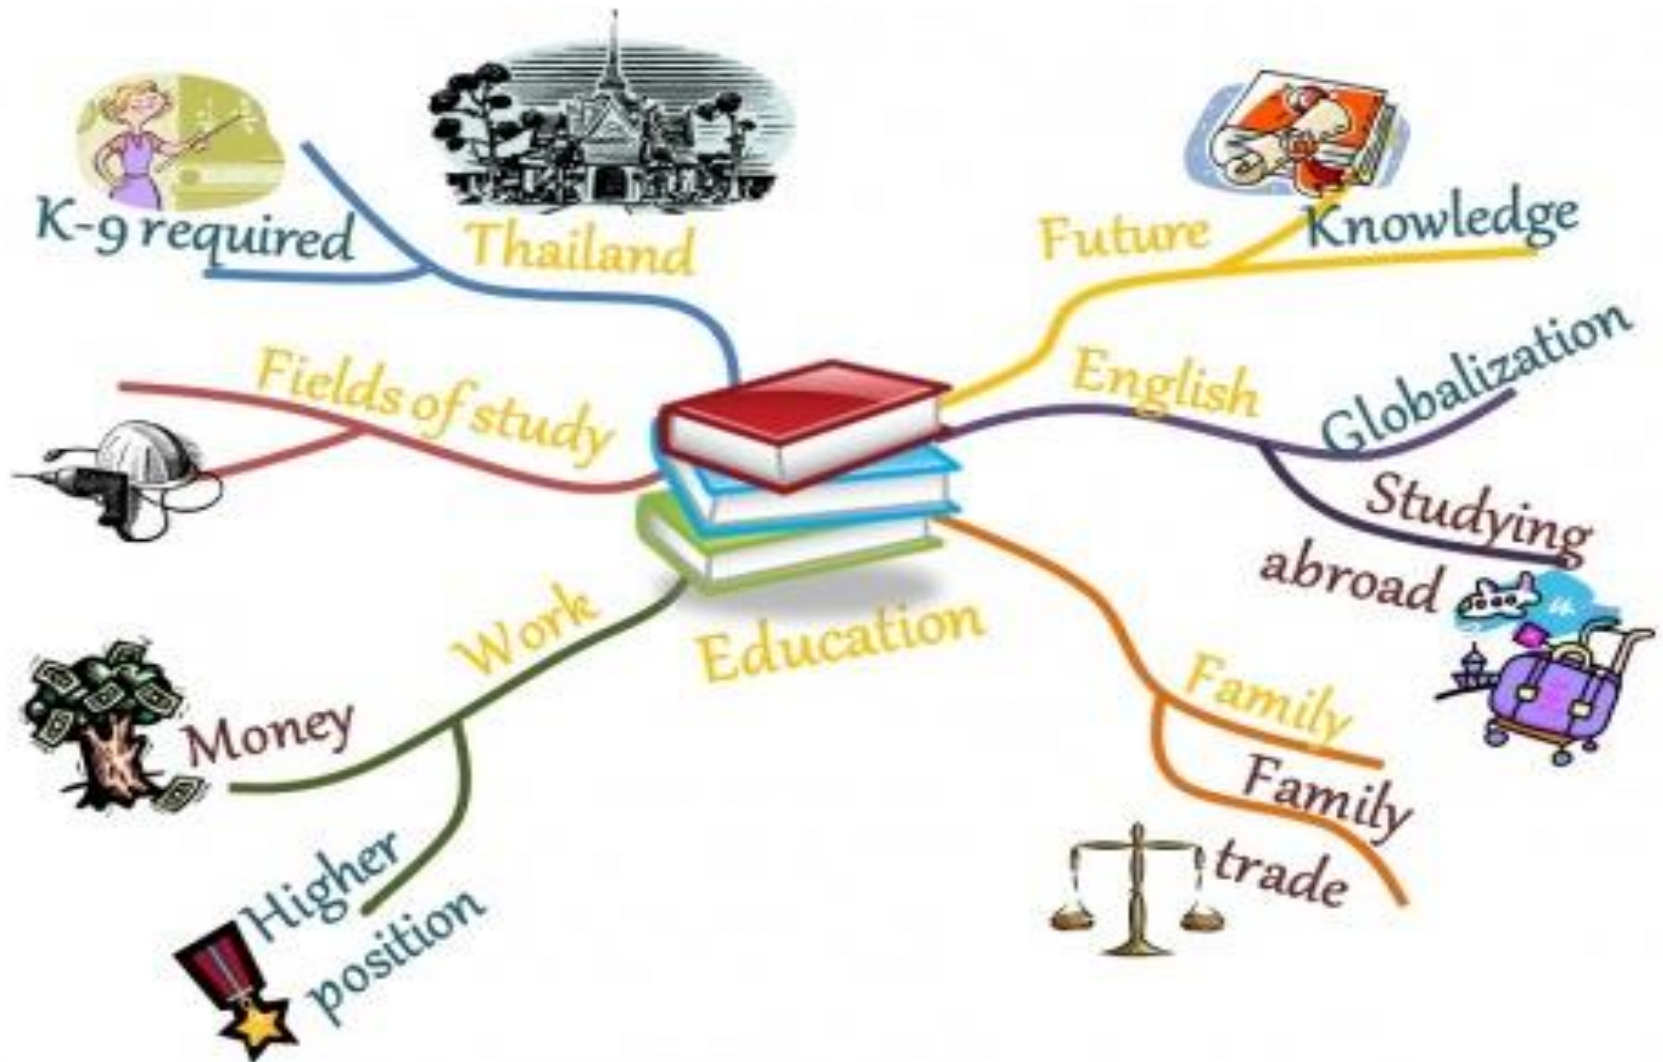 Thailand
K-9 required
Fields of study
Work
Money
Higher
position
Education
Future
Knowledge
English
Globalization
Studying
abroad
Family
Family
trade